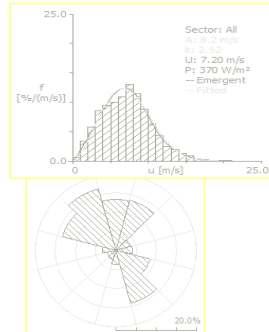 25.0
Sector: All
A: 8.2 m/s
k: 2.52
U: 7.20 m/s
P: 370 W/m²
-- Emergent
-- Fitted
f
[%/(m/s)]
0.0
0 u [m/s] 25.0
20.0%